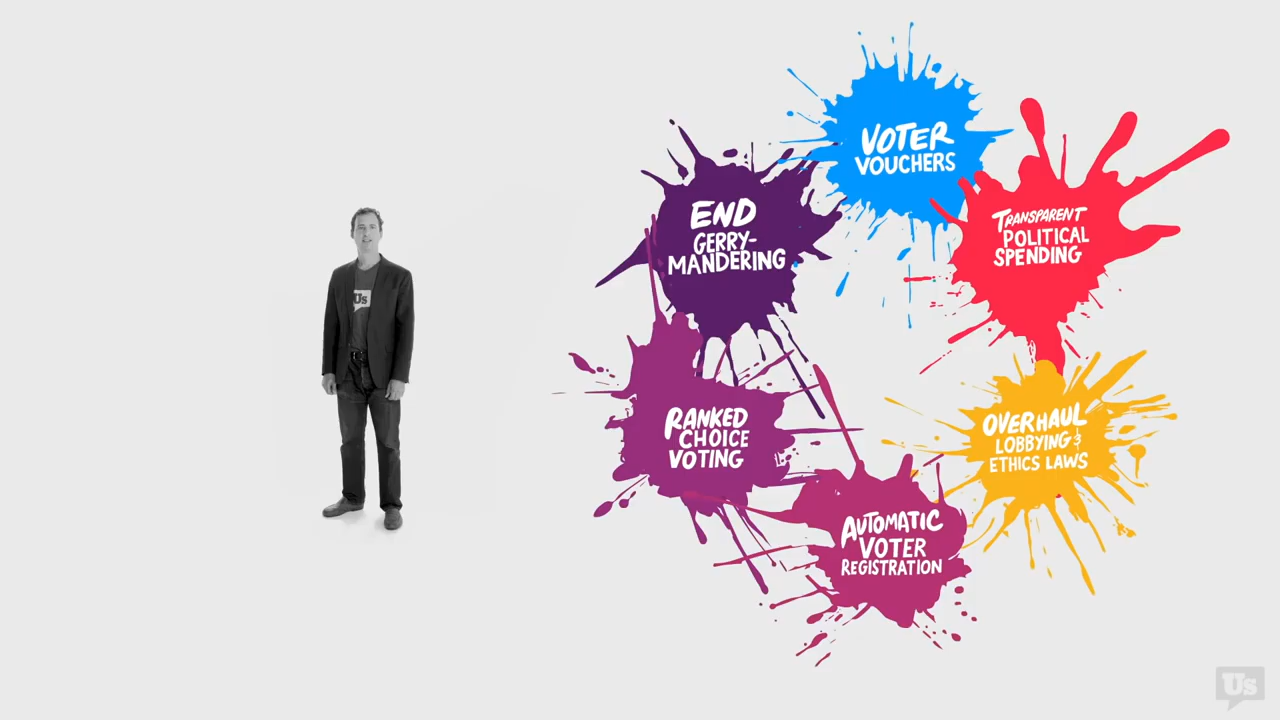 VOTER
VOUCHERS
TRANSPARENT
POLITICAL
SPENDING
END
GERRY-
MANDERING
RANKED
CHOICE
VOTING
OVERHAUL
LOBBYING &
ETHICS LAWS
AUTOMATIC
VOTER
REGISTRATION
Us
Us